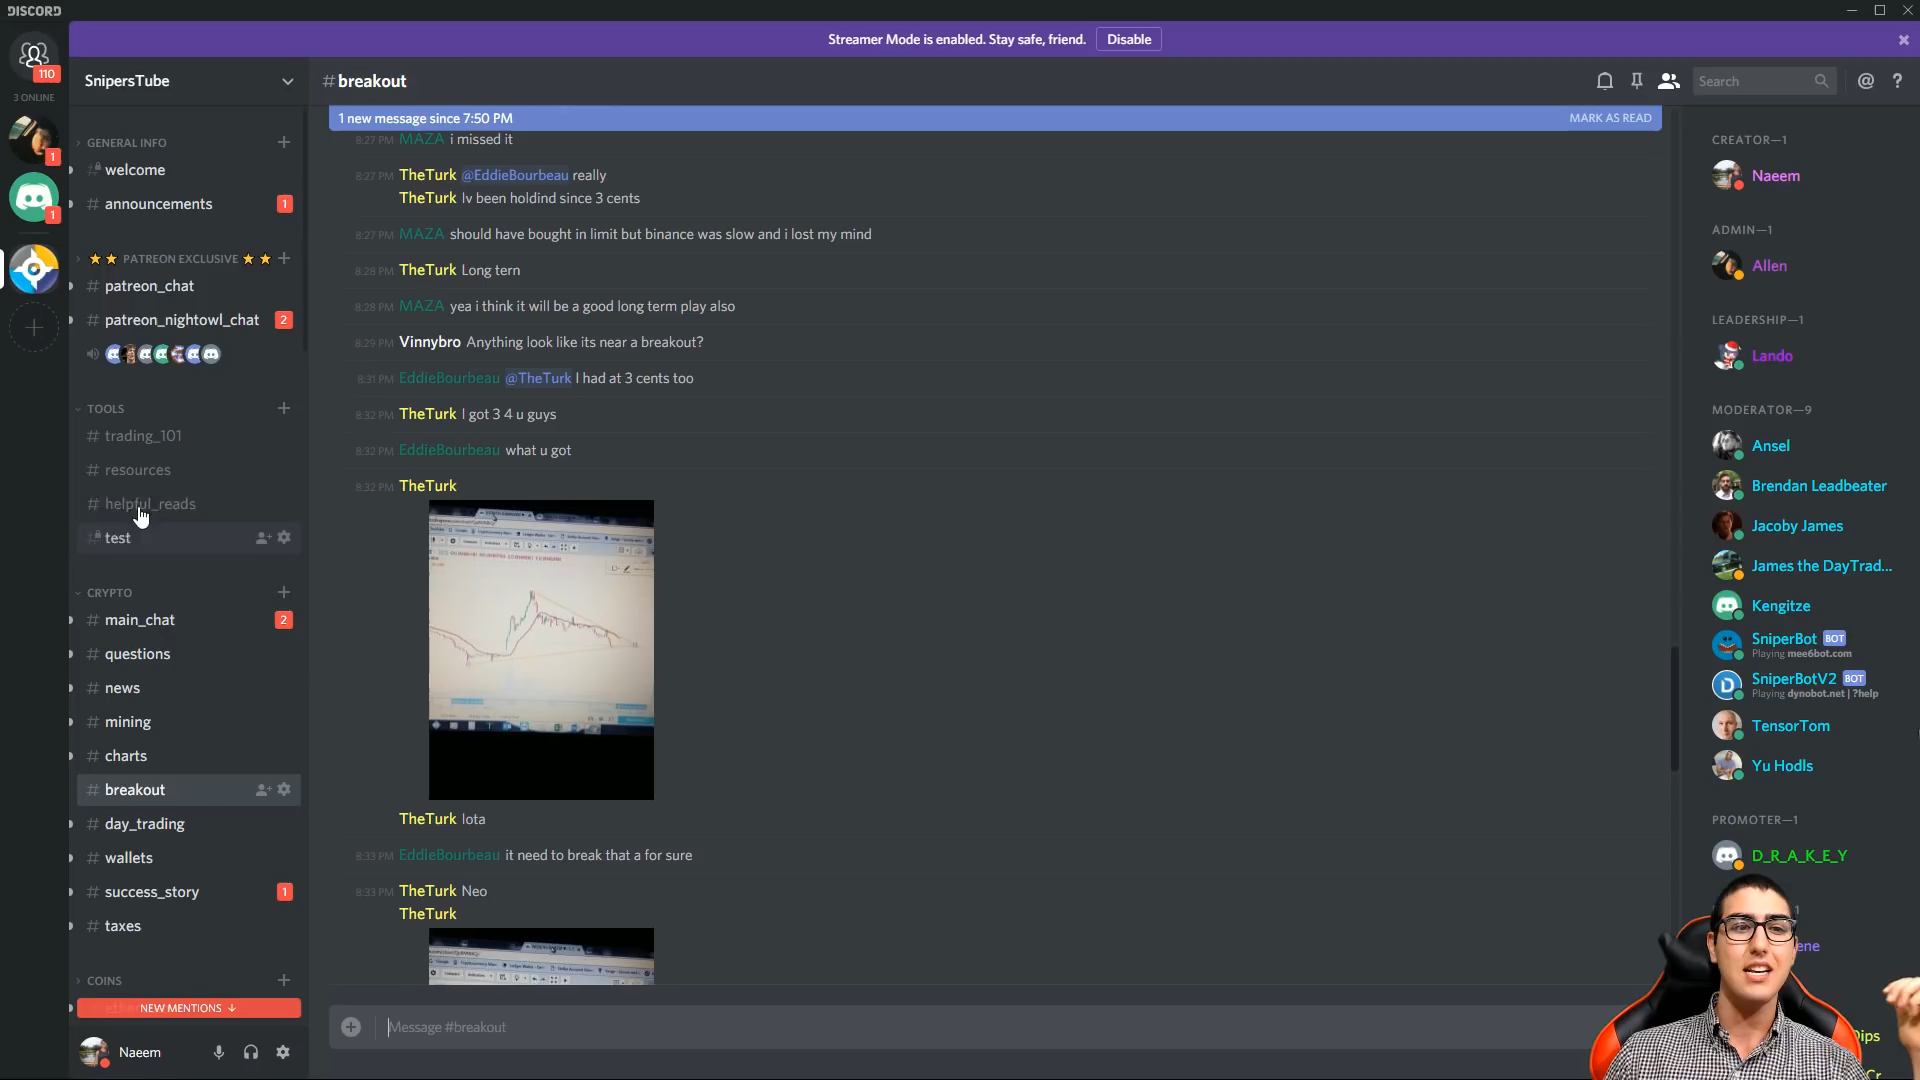 DISCORD
Streamer Mode is enabled. Stay safe, friend.
Disable
110
3 ONLINE
1
1
SnipersTube
GENERAL INFO
welcome
# announcements
1
PATREON EXCLUSIVE
# patreon_chat
# patreon_nightowl_chat
2
TOOLS
# trading_101
# resources
# helpful_reads
test
CRYPTO
# main_chat
2
# questions
# news
# mining
# charts
# breakout
# day_trading
# wallets
# success_story
1
# taxes
COINS
NEW MENTIONS ↓
Naeem
# breakout
Search
@
?
1 new message since 7:50 PM
MARK AS READ
8:27 PM MAZA i missed it
8:27 PM TheTurk @EddieBourbeau really
TheTurk Iv been holdind since 3 cents
8:27 PM MAZA should have bought in limit but binance was slow and i lost my mind
8:28 PM TheTurk Long tern
8:28 PM MAZA yea i think it will be a good long term play also
8:29 PM Vinnybro Anything look like its near a breakout?
8:31 PM EddieBourbeau @TheTurk I had at 3 cents too
8:32 PM TheTurk I got 3 4 u guys
8:32 PM EddieBourbeau what u got
8:32 PM TheTurk
TheTurk Iota
8:33 PM EddieBourbeau it need to break that a for sure
8:33 PM TheTurk Neo
TheTurk
Message #breakout
CREATOR—1
Naeem
ADMIN—1
Allen
LEADERSHIP—1
Lando
MODERATOR—9
Ansel
Brendan Leadbeater
Jacoby James
James the DayTrad...
Kengitze
SniperBot BOT
Playing mee6bot.com
SniperBotV2 BOT
Playing dynobot.net | ?help
TensorTom
Yu Hodls
PROMOTER—1
D_R_A_K_E_Y
1
ene
Dips
Cr